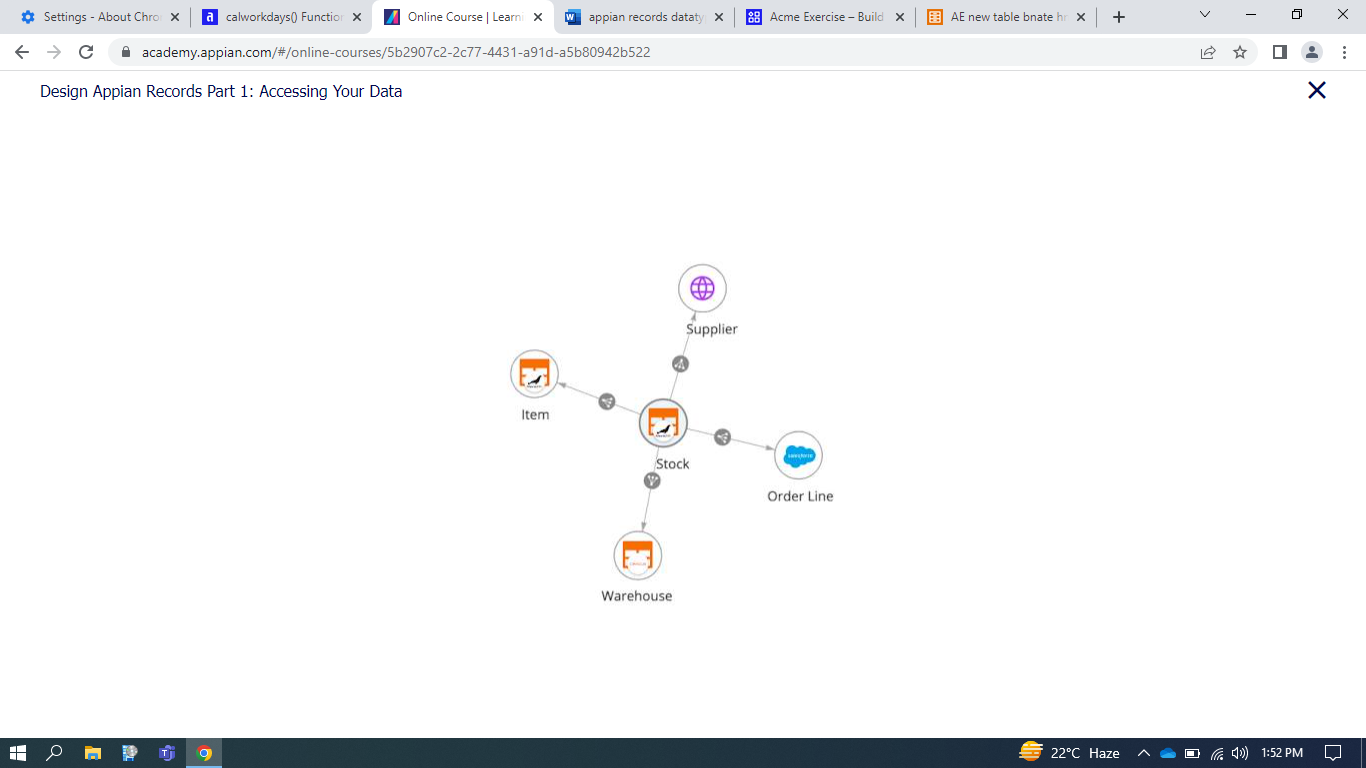 Settings - About Chro
calworkdays() Function
Online Course | Learn
appian records dataty
Acme Exercise – Build
AE new table bnate hr
academy.appian.com/#/online-courses/5b2907c2-2c77-4431-a91d-a5b80942b522
Design Appian Records Part 1: Accessing Your Data
Supplier
Item
Stock
salesforce
Order Line
Warehouse
22°C Haze
1:52 PM